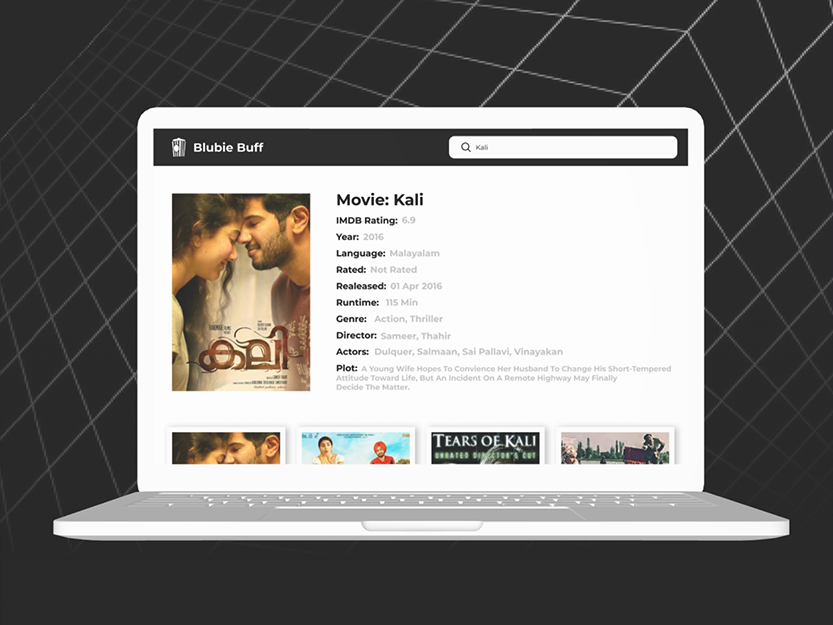 Blubie Buff
Kali
Movie: Kali
IMDB Rating: 6.9
Year: 2016
Language: Malayalam
Rated: Not Rated
Realeased: 01 Apr 2016
Runtime: 115 Min
Genre: Action, Thriller
Director: Sameer, Thahir
Actors: Dulquer, Salmaan, Sai Pallavi, Vinayakan
Plot: A Young Wife Hopes To Convience Her Husband To Change His Short-Tempered
Attitude Toward Life, But An Incident On A Remote Highway May Finally
Decide The Matter.
കലി
TEARS OF KALI
UNRATED DIRECTOR'S CUT